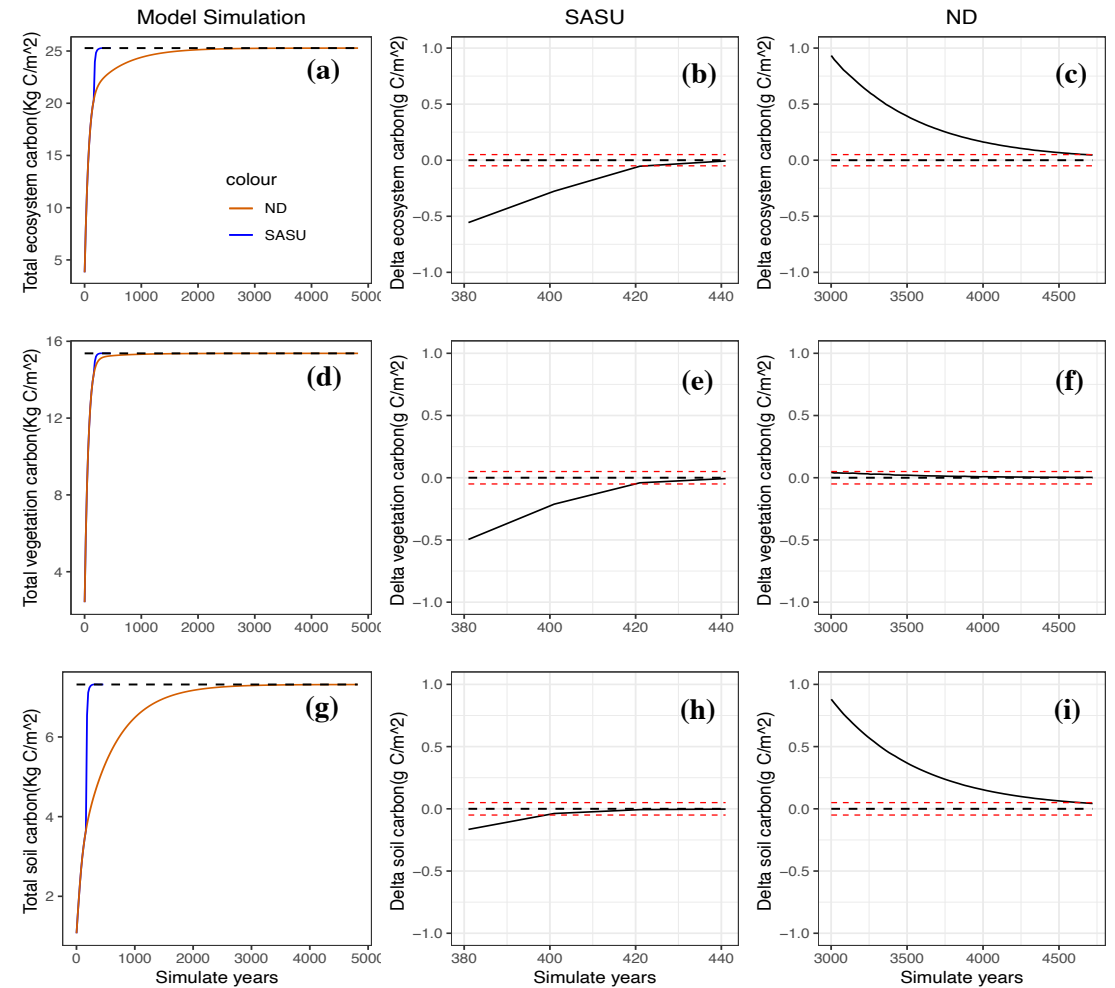 Model Simulation
SASU
ND
Total ecosystem carbon(Kg C/m^2)
25
20
15
10
5
(a)
colour
ND
SASU
0 1000 2000 3000 4000 5000
Delta ecosystem carbon(g C/m^2)
1.0
0.5
0.0
−0.5
−1.0
(b)
380 400 420 440
Delta ecosystem carbon(g C/m^2)
1.0
0.5
0.0
−0.5
−1.0
(c)
3000 3500 4000 4500
Total vegetation carbon(Kg C/m^2)
16
12
8
4
(d)
0 1000 2000 3000 4000 500
Delta vegetation carbon(g C/m^2)
1.0
0.5
0.0
−0.5
−1.0
(e)
380 400 420 440
Delta vegetation carbon(g C/m^2)
1.0
0.5
0.0
−0.5
−1.0
(f)
3000 3500 4000 4500
Total soil carbon(Kg C/m^2)
6
4
2
(g)
0 1000 2000 3000 4000 5000
Simulate years
Delta soil carbon(g C/m^2)
1.0
0.5
0.0
−0.5
−1.0
(h)
380 400 420 440
Simulate years
Delta soil carbon(g C/m^2)
1.0
0.5
0.0
−0.5
−1.0
(i)
3000 3500 4000 4500
Simulate years